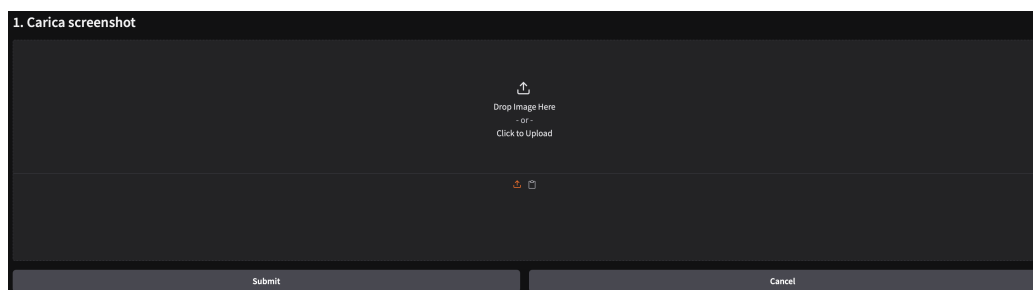 1. Carica screenshot
Drop Image Here
- or -
Click to Upload
Submit
Cancel